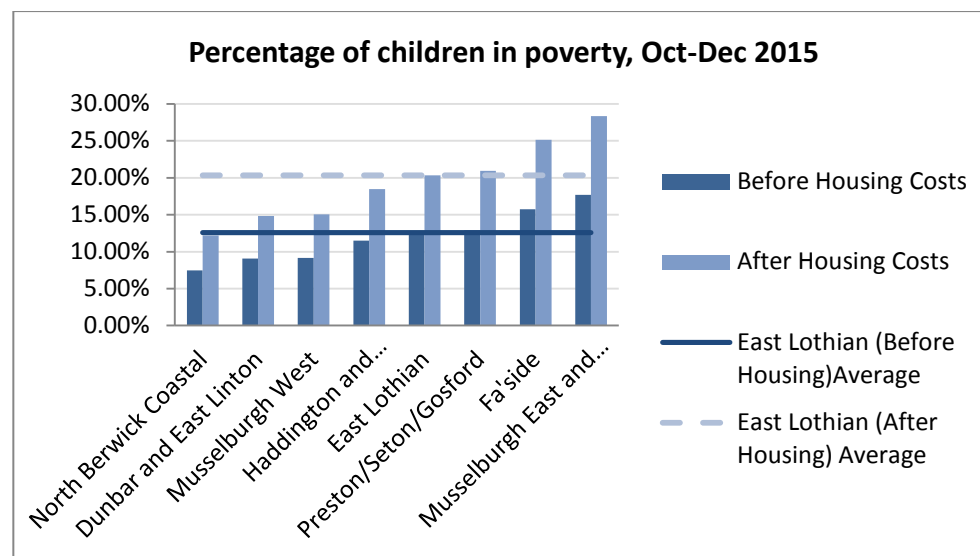 Percentage of children in poverty, Oct-Dec 2015
30.00%
25.00%
20.00%
15.00%
10.00%
5.00%
0.00%
North Berwick Coastal
Dunbar and East Linton
Musselburgh West
Haddington and...
East Lothian
Preston/Seton/Gosford
Fa'side
Musselburgh East and...
Before Housing Costs
After Housing Costs
East Lothian (Before
Housing)Average
East Lothian (After
Housing) Average